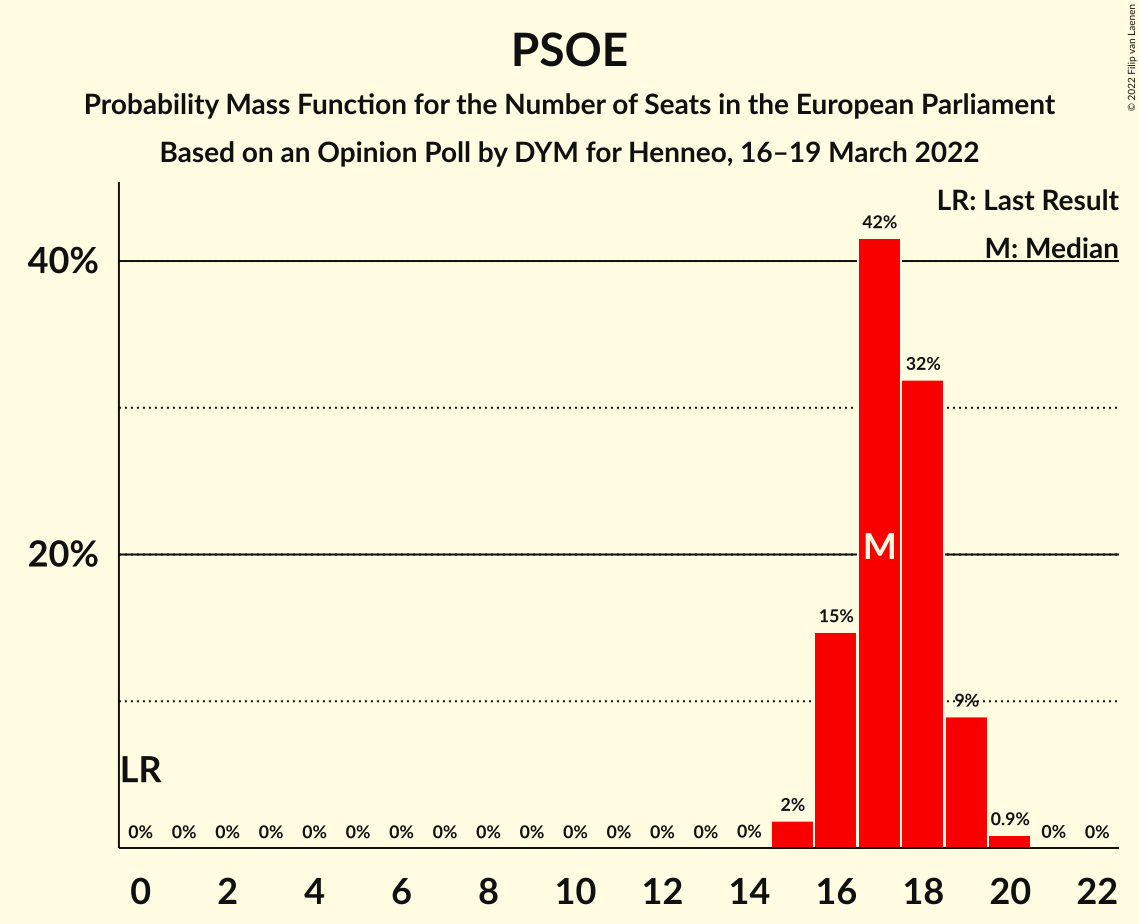 PSOE
Probability Mass Function for the Number of Seats in the European Parliament
Based on an Opinion Poll by DYM for Henneo, 16–19 March 2022
© 2022 Filip van Laenen
LR: Last Result
M: Median
42%
40%
32%
M
20%
15%
9%
LR
2%
0.9%
0% 0% 0% 0% 0% 0% 0% 0% 0% 0% 0% 0% 0% 0% 0% 0% 0%
0 2 4 6 8 10 12 14 16 18 20 22